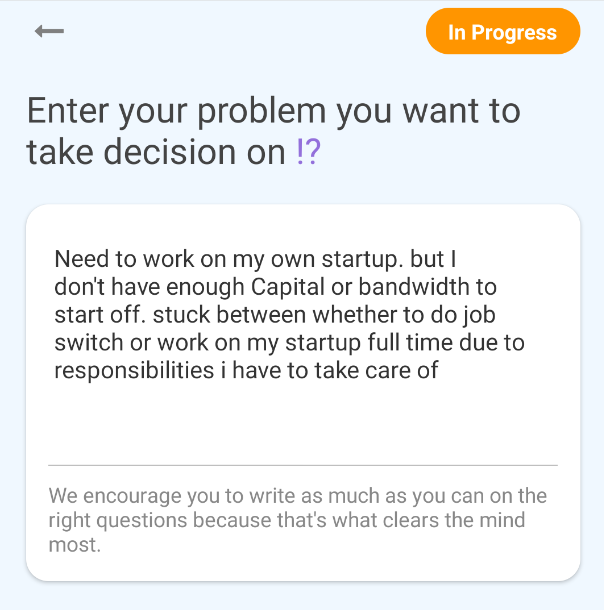 In Progress
Enter your problem you want to
take decision on !?
Need to work on my own startup. but I
don't have enough Capital or bandwidth to
start off. stuck between whether to do job
switch or work on my startup full time due to
responsibilities i have to take care of
We encourage you to write as much as you can on the
right questions because that's what clears the mind
most.